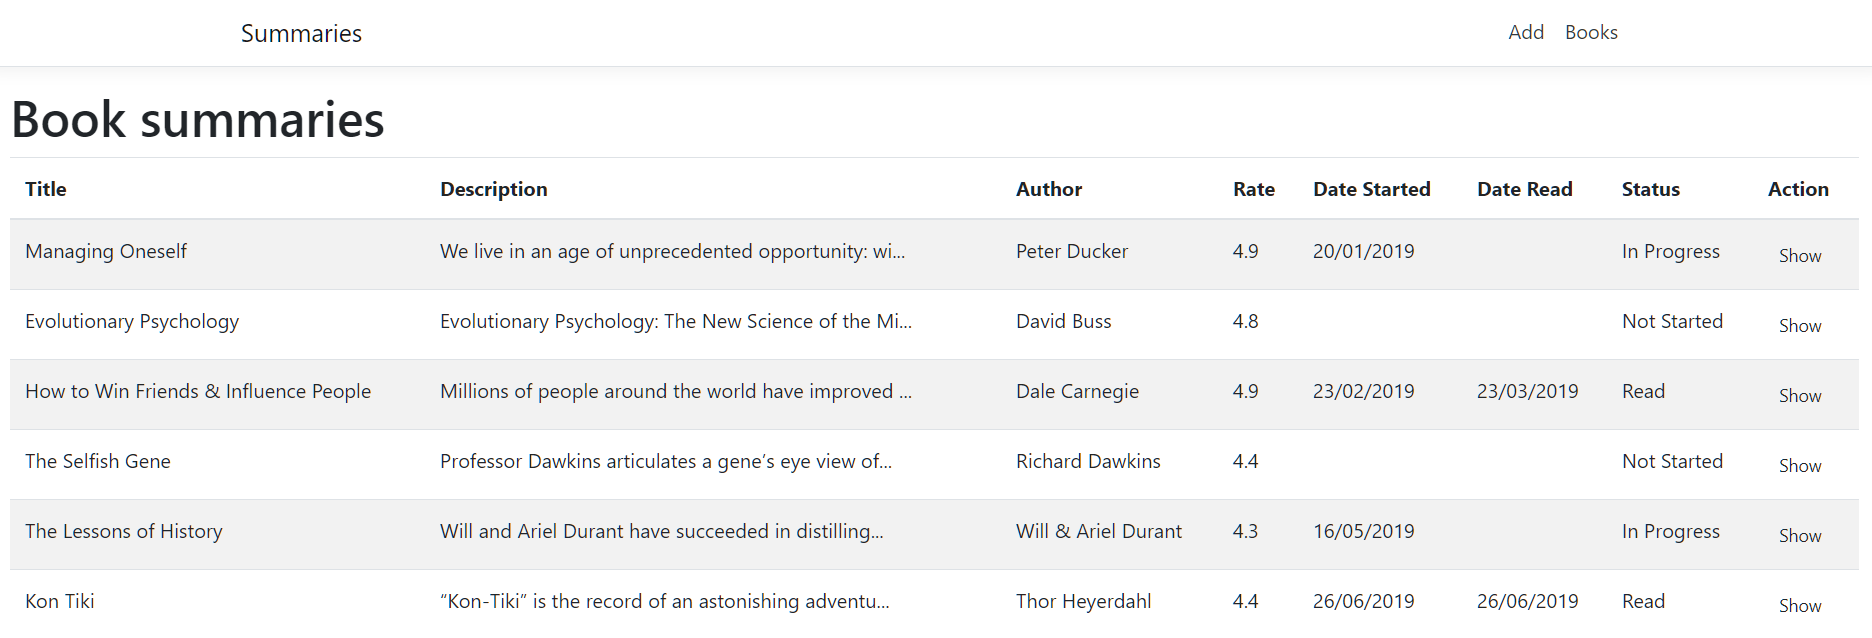 Summaries Add Books
Book summaries
Title Description Author Rate Date Started Date Read Status Action
Managing Oneself We live in an age of unprecedented opportunity: wi... Peter Ducker 4.9 20/01/2019 In Progress Show
Evolutionary Psychology Evolutionary Psychology: The New Science of the Mi... David Buss 4.8 Not Started Show
How to Win Friends & Influence People Millions of people around the world have improved ... Dale Carnegie 4.9 23/02/2019 23/03/2019 Read Show
The Selfish Gene Professor Dawkins articulates a gene’s eye view of... Richard Dawkins 4.4 Not Started Show
The Lessons of History Will and Ariel Durant have succeeded in distilling... Will & Ariel Durant 4.3 16/05/2019 In Progress Show
Kon Tiki “Kon-Tiki” is the record of an astonishing adventu... Thor Heyerdahl 4.4 26/06/2019 26/06/2019 Read Show